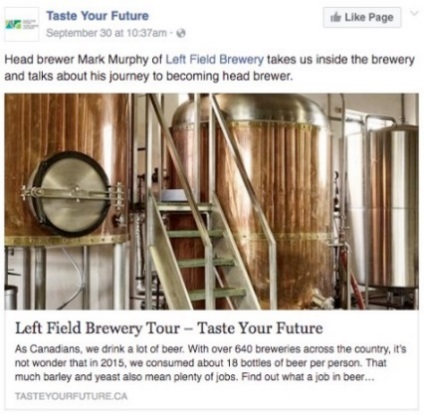 Taste Your Future
Like Page
September 30 at 10:37am ·
Head brewer Mark Murphy of Left Field Brewery takes us inside the brewery
and talks about his journey to becoming head brewer.
Left Field Brewery Tour – Taste Your Future
As Canadians, we drink a lot of beer. With over 640 breweries across the country, it's
not wonder that in 2015, we consumed about 18 bottles of beer per person. That
much barley and yeast also mean plenty of jobs. Find out what a job in beer…
TASTEYOURFUTURE.CA